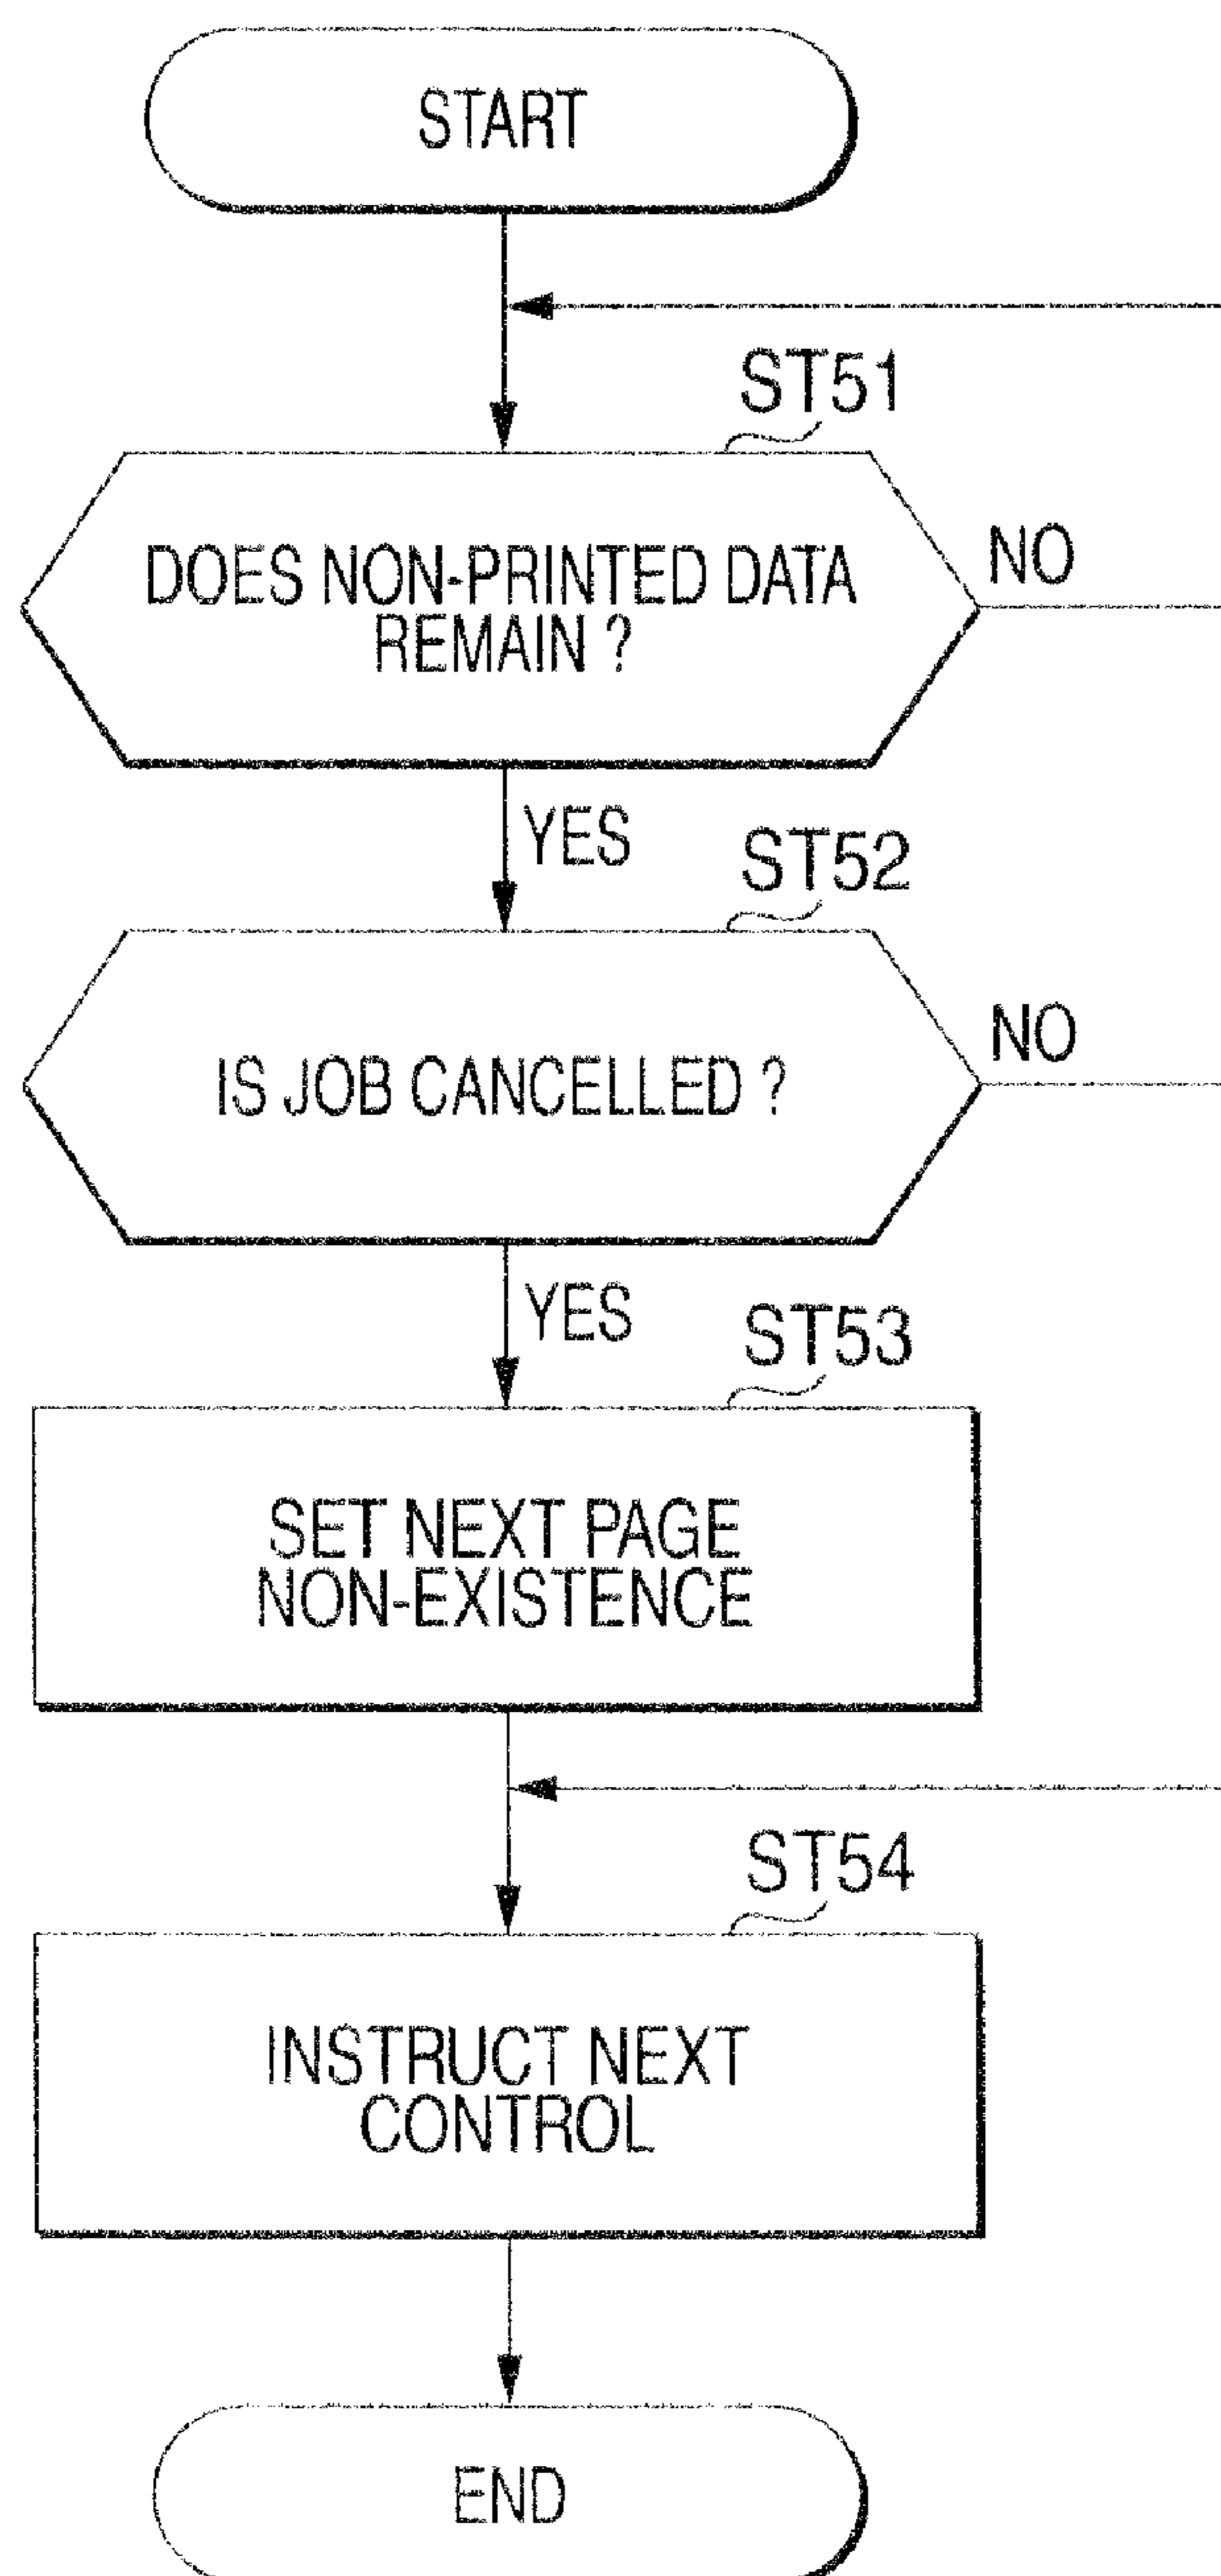 START
ST51
DOES NON-PRINTED DATA
REMAIN ?
NO
YES
ST52
IS JOB CANCELLED ?
NO
YES
ST53
SET NEXT PAGE
NON-EXISTENCE
ST54
INSTRUCT NEXT
CONTROL
END